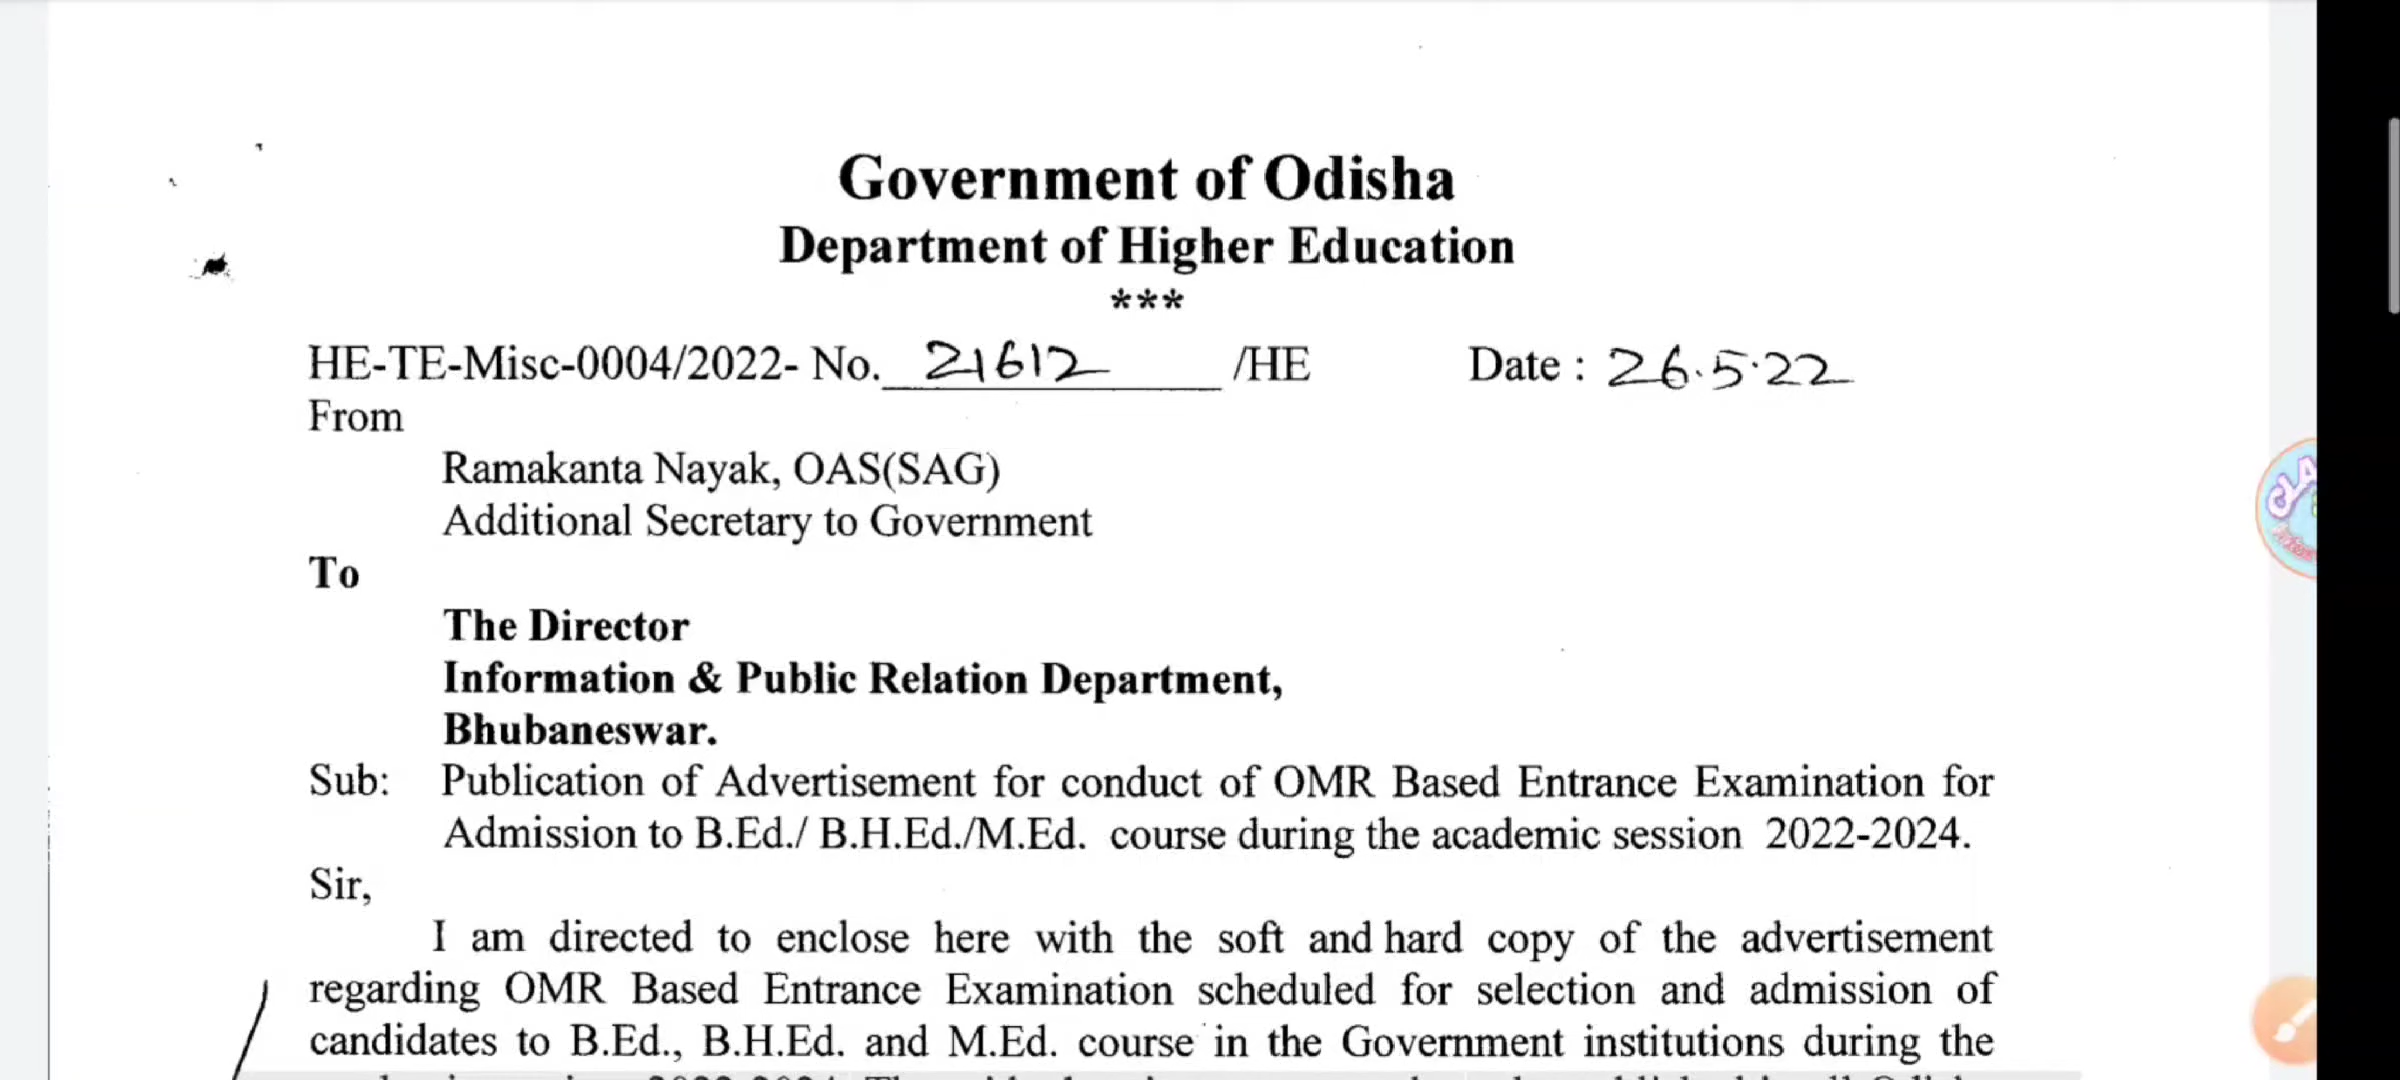 Government of Odisha
Department of Higher Education
***
HE-TE-Misc-0004/2022- No. 21612 /HE Date : 26.5.22
From
Ramakanta Nayak, OAS(SAG)
Additional Secretary to Government
To
The Director
Information & Public Relation Department,
Bhubaneswar.
Sub: Publication of Advertisement for conduct of OMR Based Entrance Examination for
Admission to B.Ed./ B.H.Ed./M.Ed. course during the academic session 2022-2024.
Sir,
I am directed to enclose here with the soft and hard copy of the advertisement
regarding OMR Based Entrance Examination scheduled for selection and admission of
candidates to B.Ed., B.H.Ed. and M.Ed. course in the Government institutions during the
CLA